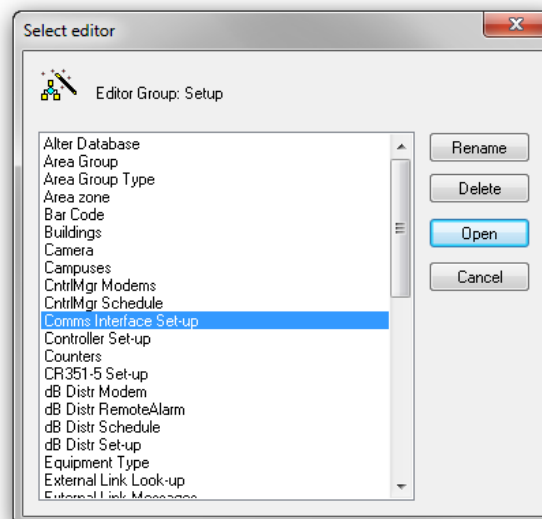 Select editor
Editor Group: Setup
Alter Database
Area Group
Area Group Type
Area zone
Bar Code
Buildings
Camera
Campuses
CntrlMgr Modems
CntrlMgr Schedule
Comms Interface Set-up
Controller Set-up
Counters
CR351-5 Set-up
dB Distr Modem
dB Distr RemoteAlarm
dB Distr Schedule
dB Distr Set-up
Equipment Type
External Link Look-up
External Link Messages
Rename
Delete
Open
Cancel